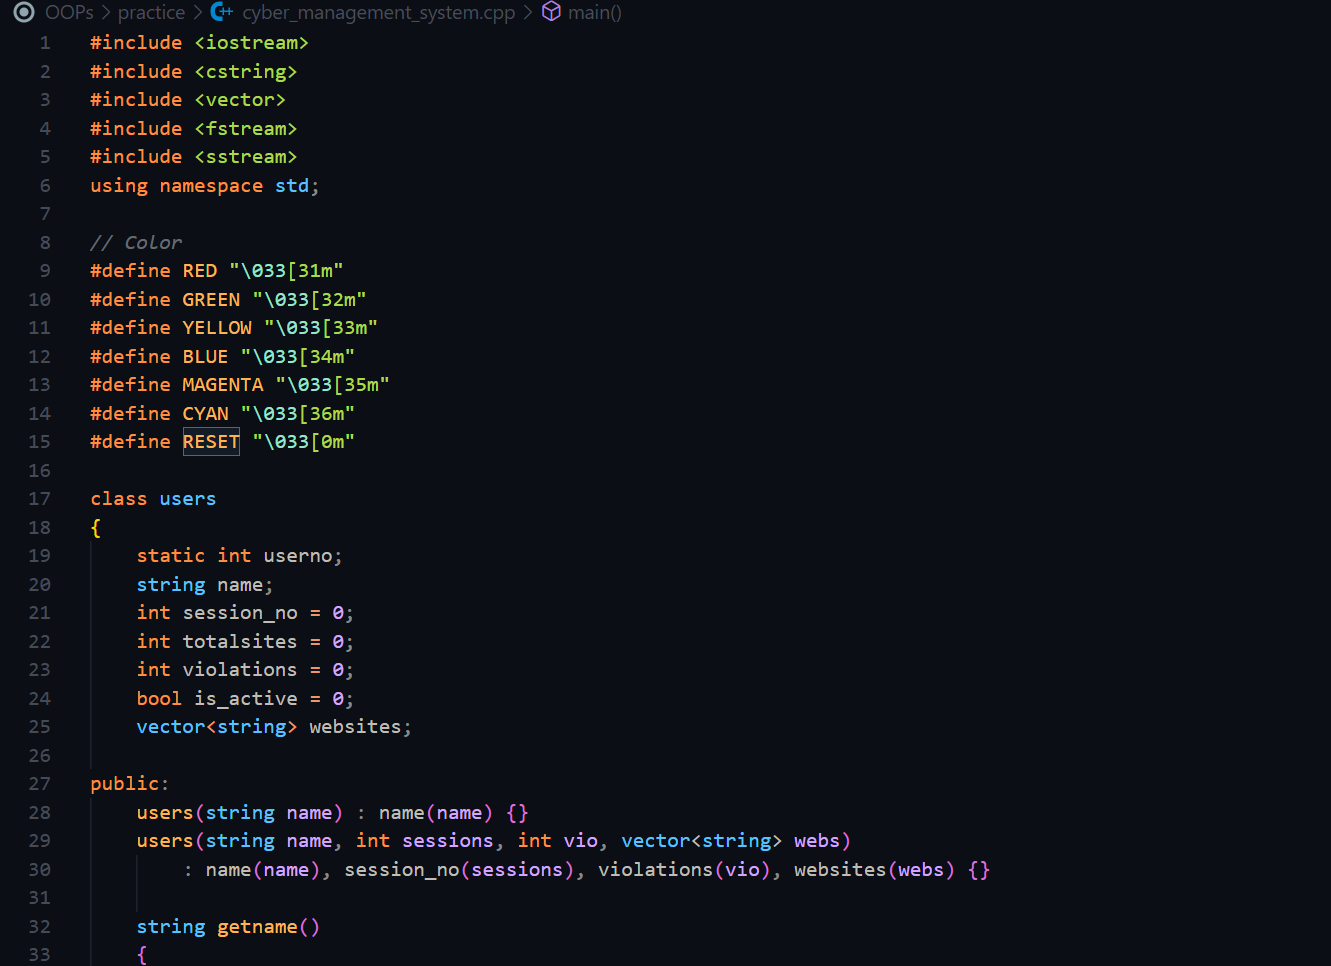 OOPs > practice > cyber_management_system.cpp > main()
1 #include <iostream>
2 #include <cstring>
3 #include <vector>
4 #include <fstream>
5 #include <sstream>
6 using namespace std;
7
8 // Color
9 #define RED "\033[31m"
10 #define GREEN "\033[32m"
11 #define YELLOW "\033[33m"
12 #define BLUE "\033[34m"
13 #define MAGENTA "\033[35m"
14 #define CYAN "\033[36m"
15 #define RESET "\033[0m"
16
17 class users
18 {
19     static int userno;
20     string name;
21     int session_no = 0;
22     int totalsites = 0;
23     int violations = 0;
24     bool is_active = 0;
25     vector<string> websites;
26
27 public:
28     users(string name) : name(name) {}
29     users(string name, int sessions, int vio, vector<string> webs)
30         : name(name), session_no(sessions), violations(vio), websites(webs) {}
31
32     string getname()
33     {